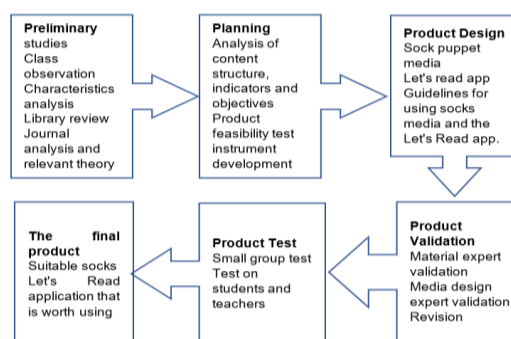 Preliminary
studies
Class
observation
Characteristics
analysis
Library review
Journal
analysis and
relevant theory
Planning
Analysis of
content
structure,
indicators and
objectives
Product
feasibility test
instrument
development
Product Design
Sock puppet
media
Let's read app
Guidelines for
using socks
media and the
Let's Read app.
Product
Validation
Material expert
validation
Media design
expert validation
Revision
Product Test
Small group test
Test on
students and
teachers
The final
product
Suitable socks
Let's Read
application that
is worth using